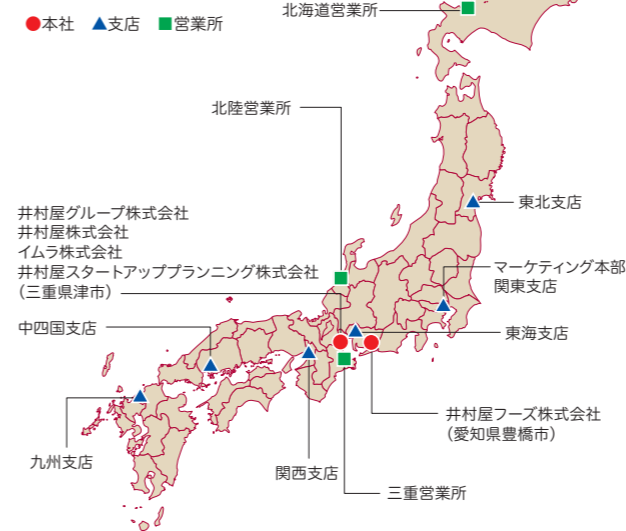 北海道営業所
●本社 ▲支店 ■営業所
北陸営業所
東北支店
井村屋グループ株式会社
井村屋株式会社
イムラ株式会社
井村屋スタートアッププランニング株式会社
（三重県津市）
マーケティング本部
関東支店
中四国支店
東海支店
井村屋フーズ株式会社
（愛知県豊橋市）
九州支店
関西支店
三重営業所